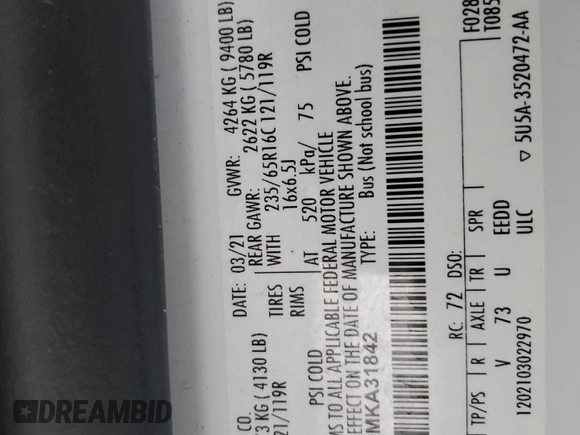 CO.
DATE: 03/21 GVWR: 4264 KG ( 9400 LB)
3 KG ( 4130 LB) REAR GAWR: 2622 KG ( 5780 LB)
21/119R TIRES WITH 235/65R16C 121/119R
RIMS 16x6.5J
PSI COLD AT 520 kPa/ 75 PSI COLD
MS TO ALL APPLICABLE FEDERAL MOTOR VEHICLE
EFFECT ON THE DATE OF MANUFACTURE SHOWN ABOVE.
MKA31842 TYPE: Bus (Not school bus)
F028
RC: 72 DSO: T085
TP/PS R AXLE TR SPR
V 73 U EEDD
1202103022970 ULC ▽ 5U5A-3520472-AA
DREAMBID